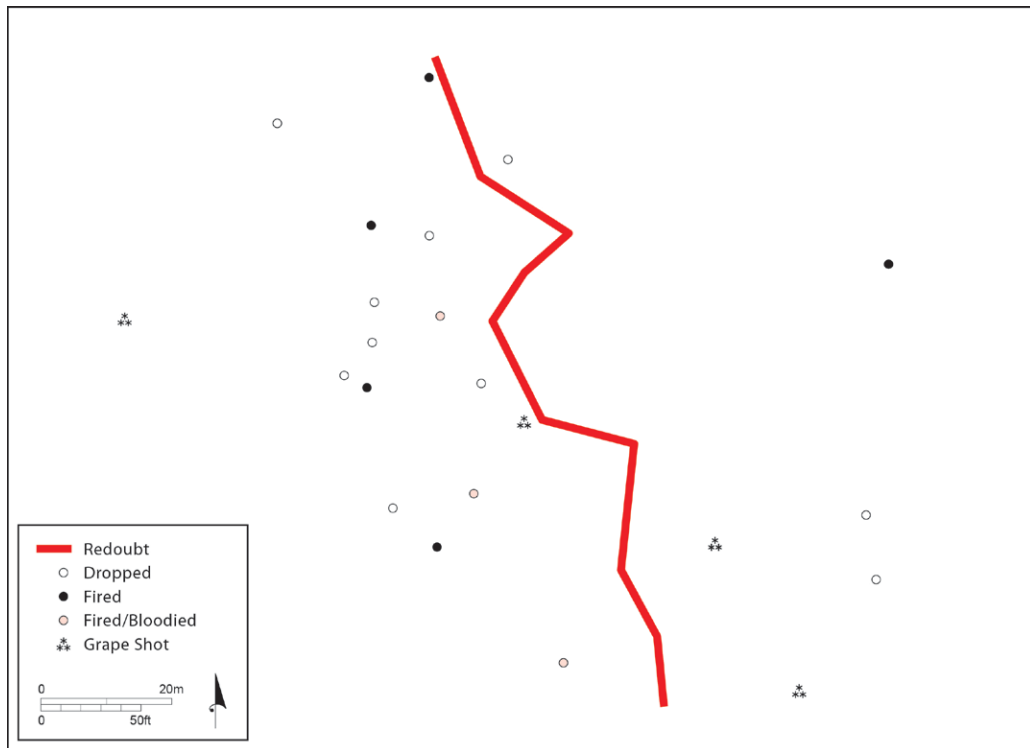 Redoubt
Dropped
Fired
Fired/Bloodied
Grape Shot
0 20m
0 50ft